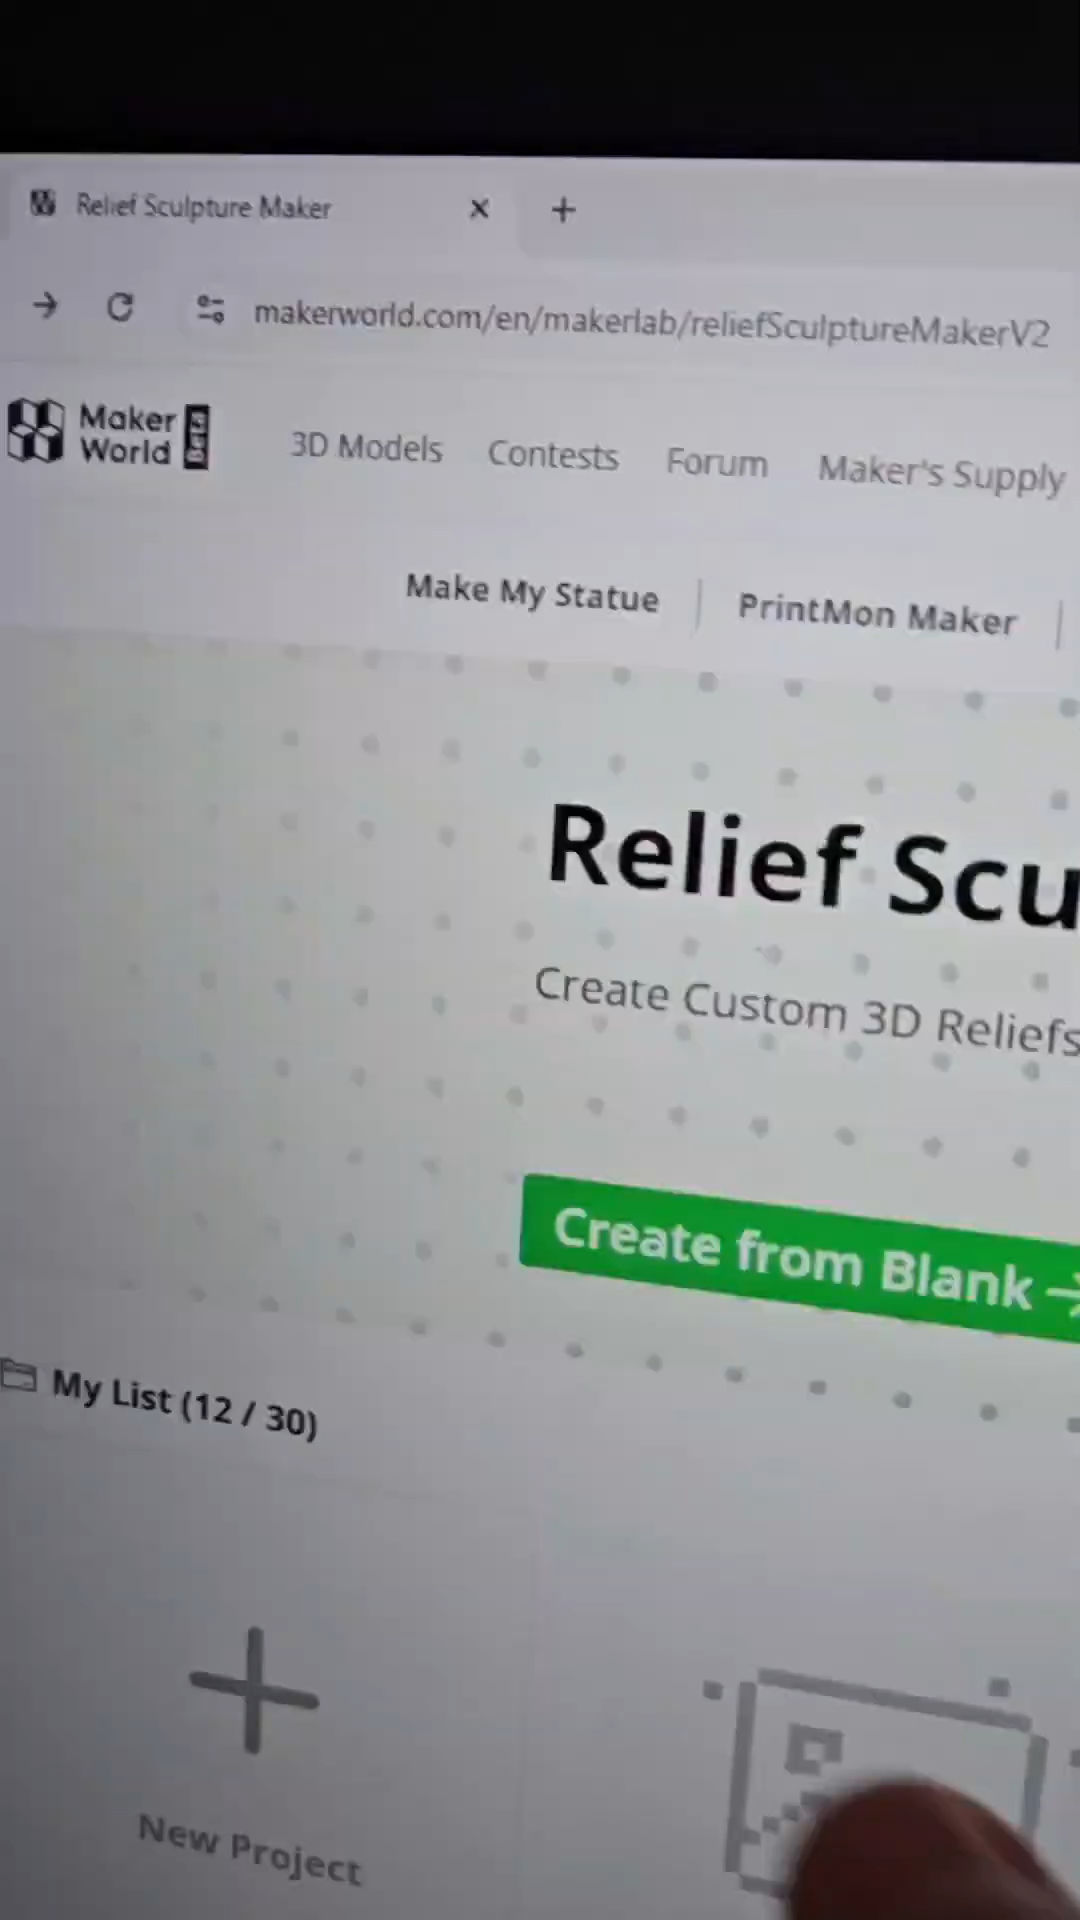 Relief Sculpture Maker
makerworld.com/en/makerlab/reliefSculptureMakerV2
Maker
World
3D Models Contests Forum Maker's Supply
Make My Statue PrintMon Maker
Relief Scu
Create Custom 3D Reliefs
Create from Blank
My List (12 / 30)
New Project